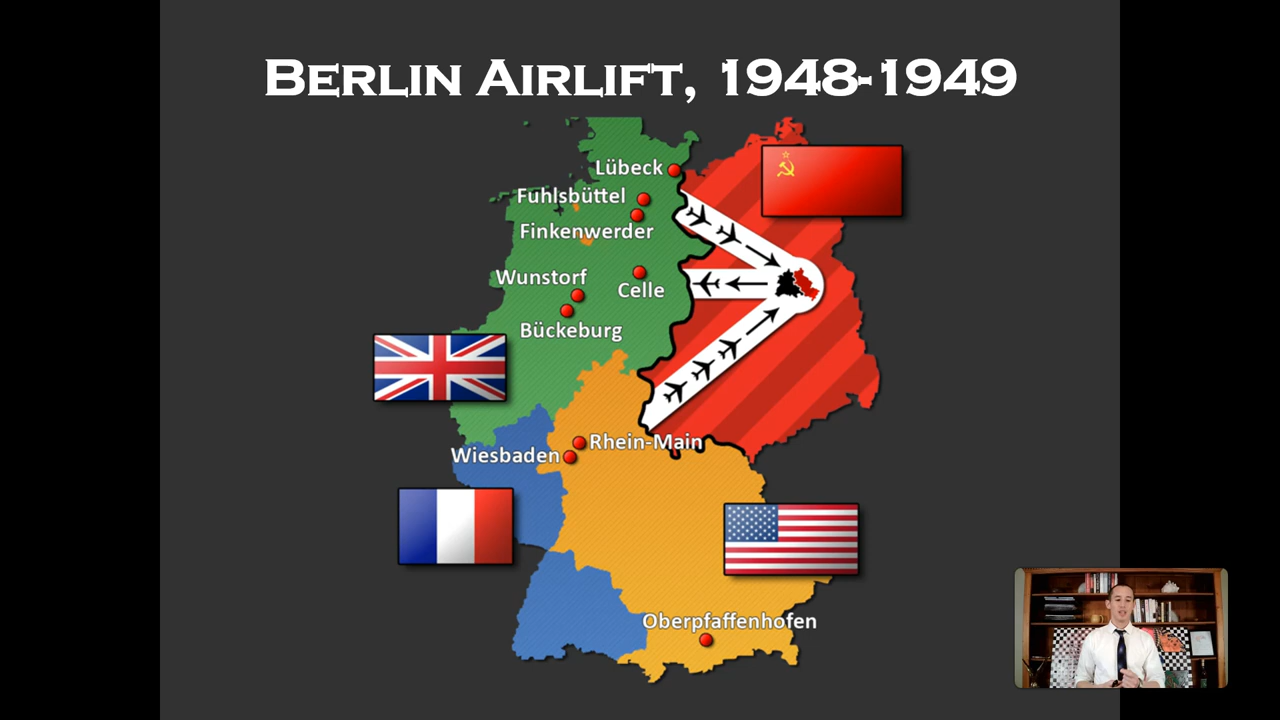 BERLIN AIRLIFT, 1948-1949
Lübeck
Fuhlsbüttel
Finkenwerder
Wunstorf
Celle
Bückeburg
Rhein-Main
Wiesbaden
Oberpfaffenhofen